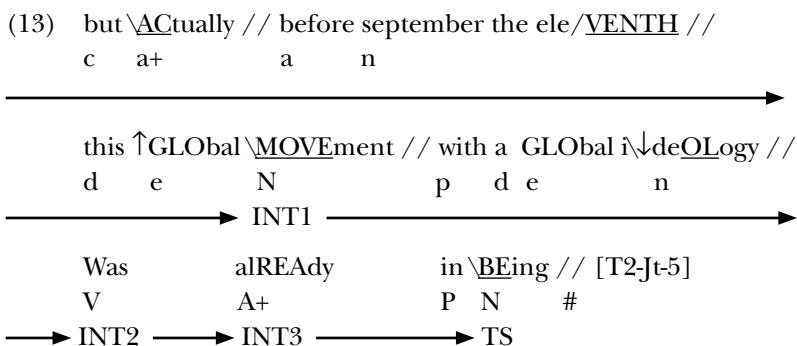 (13) but \ACtually // before september the ele/VENTH //
c a+ a n
this ↑GLObal \MOVEment // with a GLObal i\↓deOLogy //
d e N p d e n
INT1
Was alREAdy in \BEing // [T2-Jt-5]
V A+ P N #
INT2 INT3 TS